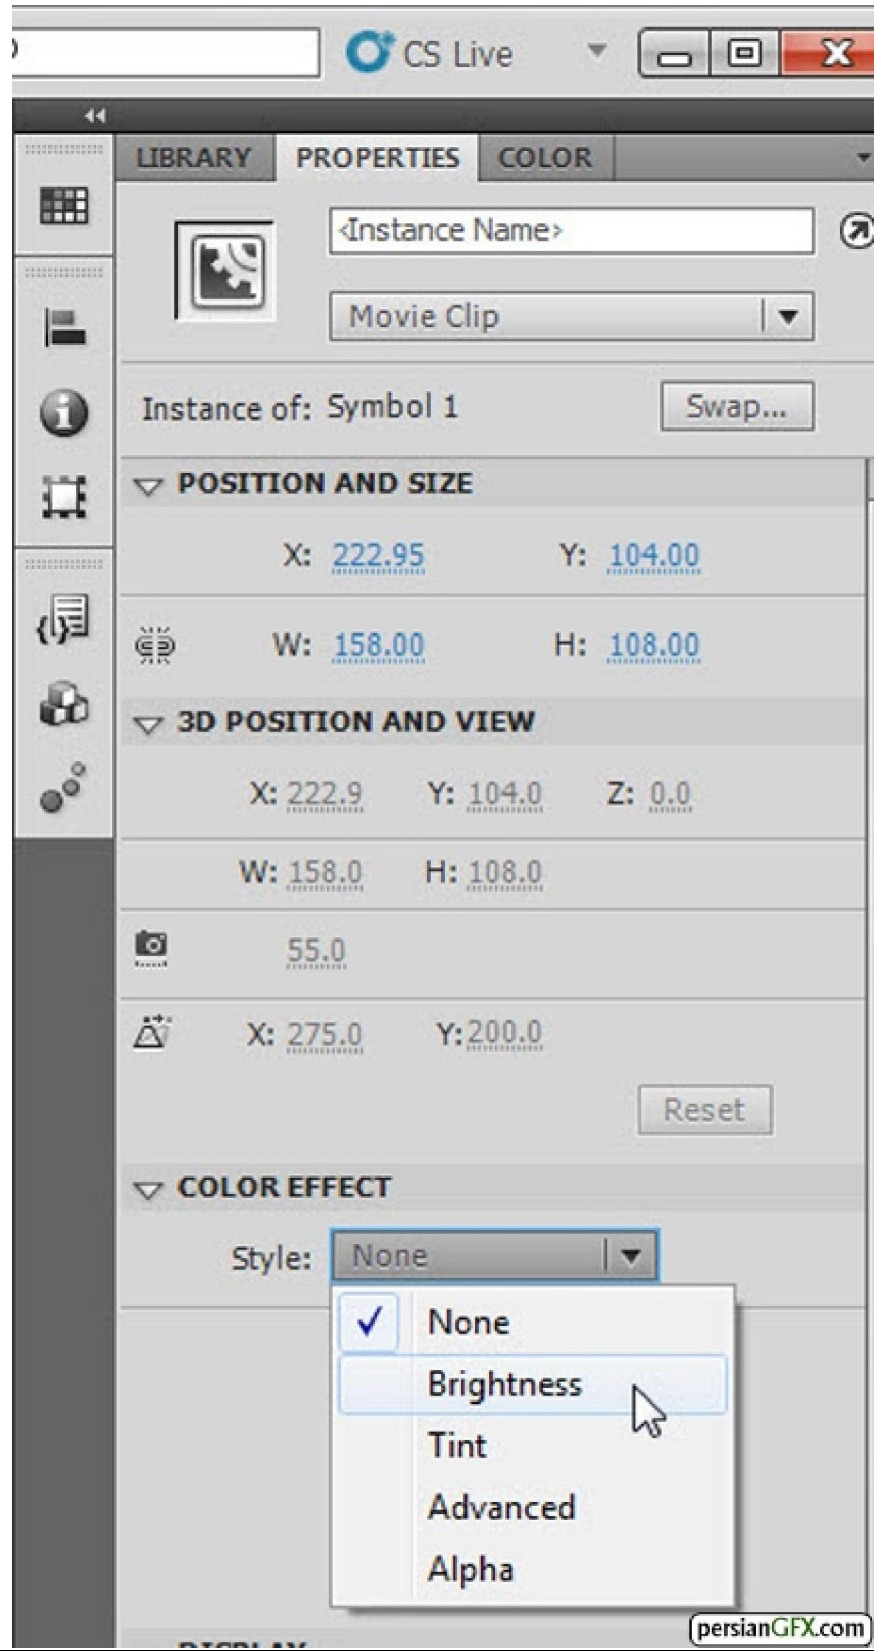 CS Live
LIBRARY PROPERTIES COLOR
<Instance Name>
Movie Clip
Instance of: Symbol 1 Swap...
POSITION AND SIZE
X: 222.95 Y: 104.00
W: 158.00 H: 108.00
3D POSITION AND VIEW
X: 222.9 Y: 104.0 Z: 0.0
W: 158.0 H: 108.0
55.0
X: 275.0 Y: 200.0
Reset
COLOR EFFECT
Style: None
None
Brightness
Tint
Advanced
Alpha
persianGFX.com